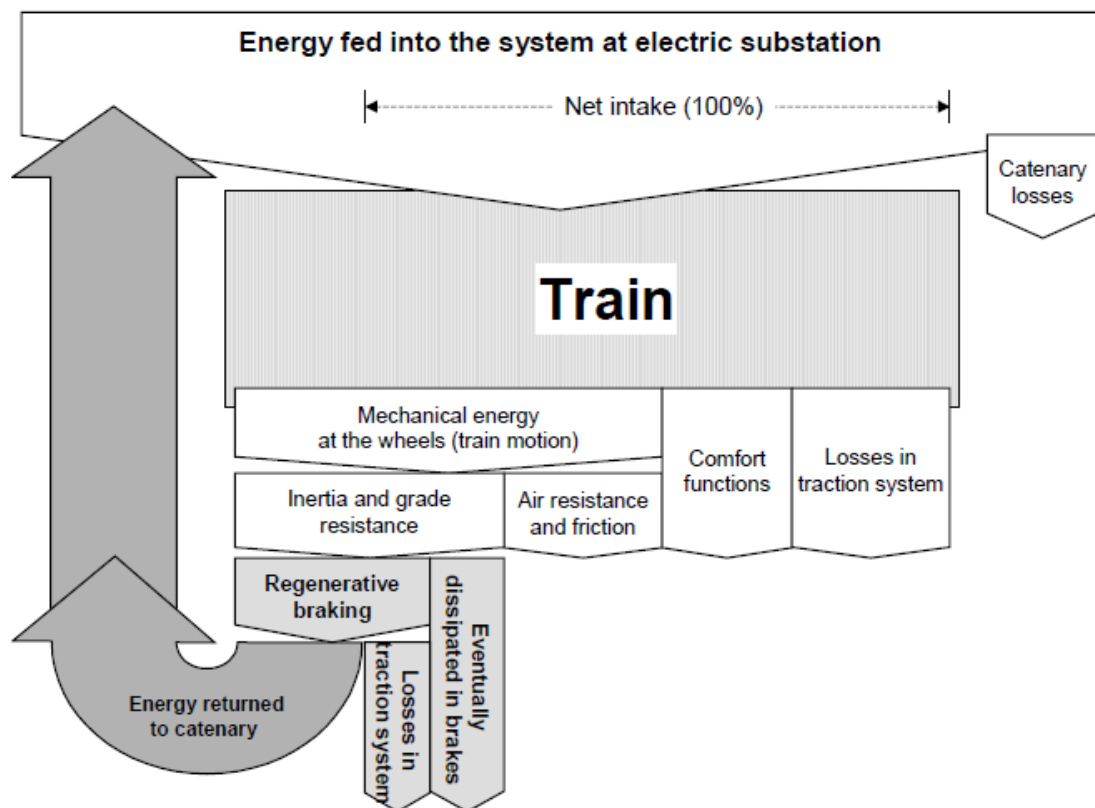 Energy fed into the system at electric substation
Net intake (100%)
Catenary
losses
Train
Mechanical energy
at the wheels (train motion)
Comfort
functions
Losses in
traction system
Inertia and grade
resistance
Air resistance
and friction
Regenerative
braking
Eventually
dissipated in brakes
Losses in
traction system
Energy returned
to catenary